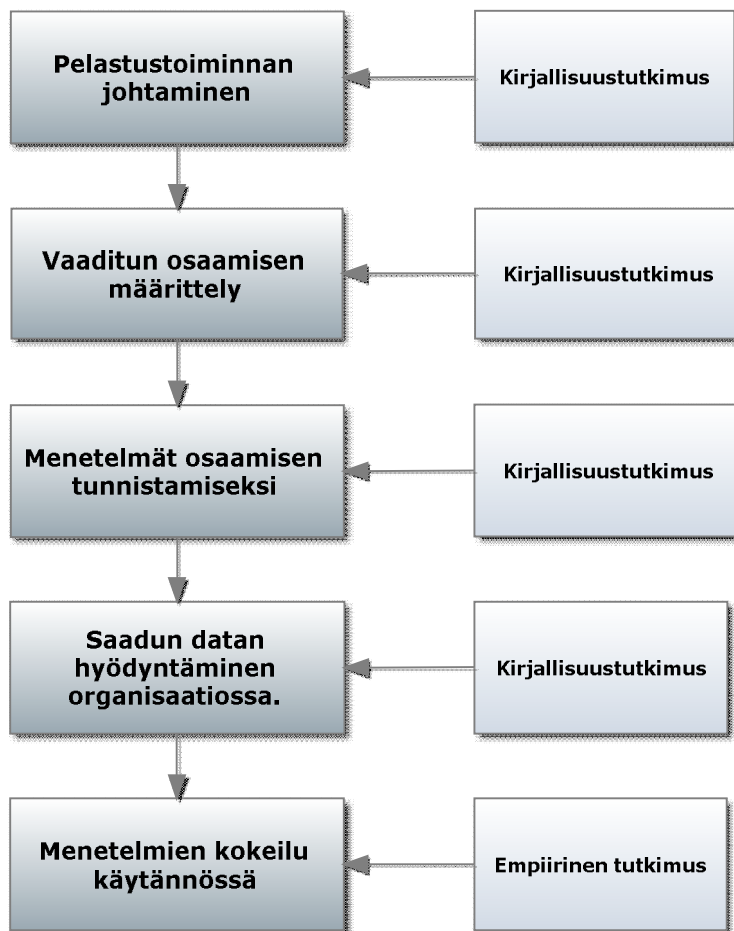 Pelastustoiminnan
johtaminen
Kirjallisuustutkimus
Vaaditun osaamisen
määrittely
Kirjallisuustutkimus
Menetelmät osaamisen
tunnistamiseksi
Kirjallisuustutkimus
Saadun datan
hyödyntäminen
organisaatiossa.
Kirjallisuustutkimus
Menetelmien kokeilu
käytännössä
Empiirinen tutkimus